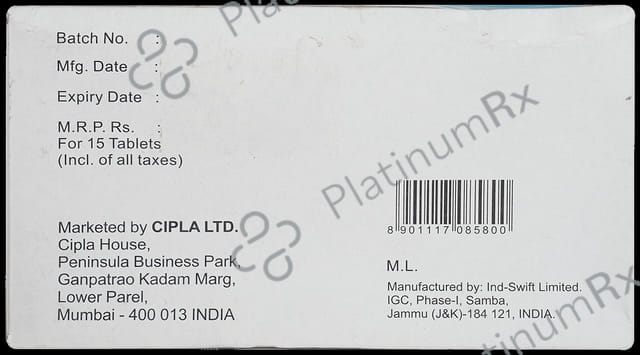 Batch No. :
Mfg. Date :
Expiry Date :
M.R.P. Rs. :
For 15 Tablets
(Incl. of all taxes)
Marketed by CIPLA LTD.
Cipla House,
Peninsula Business Park,
Ganpatrao Kadam Marg,
Lower Parel,
Mumbai - 400 013 INDIA
8 901117 085800
M.L.
Manufactured by: Ind-Swift Limited.
IGC, Phase-I, Samba,
Jammu (J&K)-184 121, INDIA.
PlatinumRx
PlatinumRx